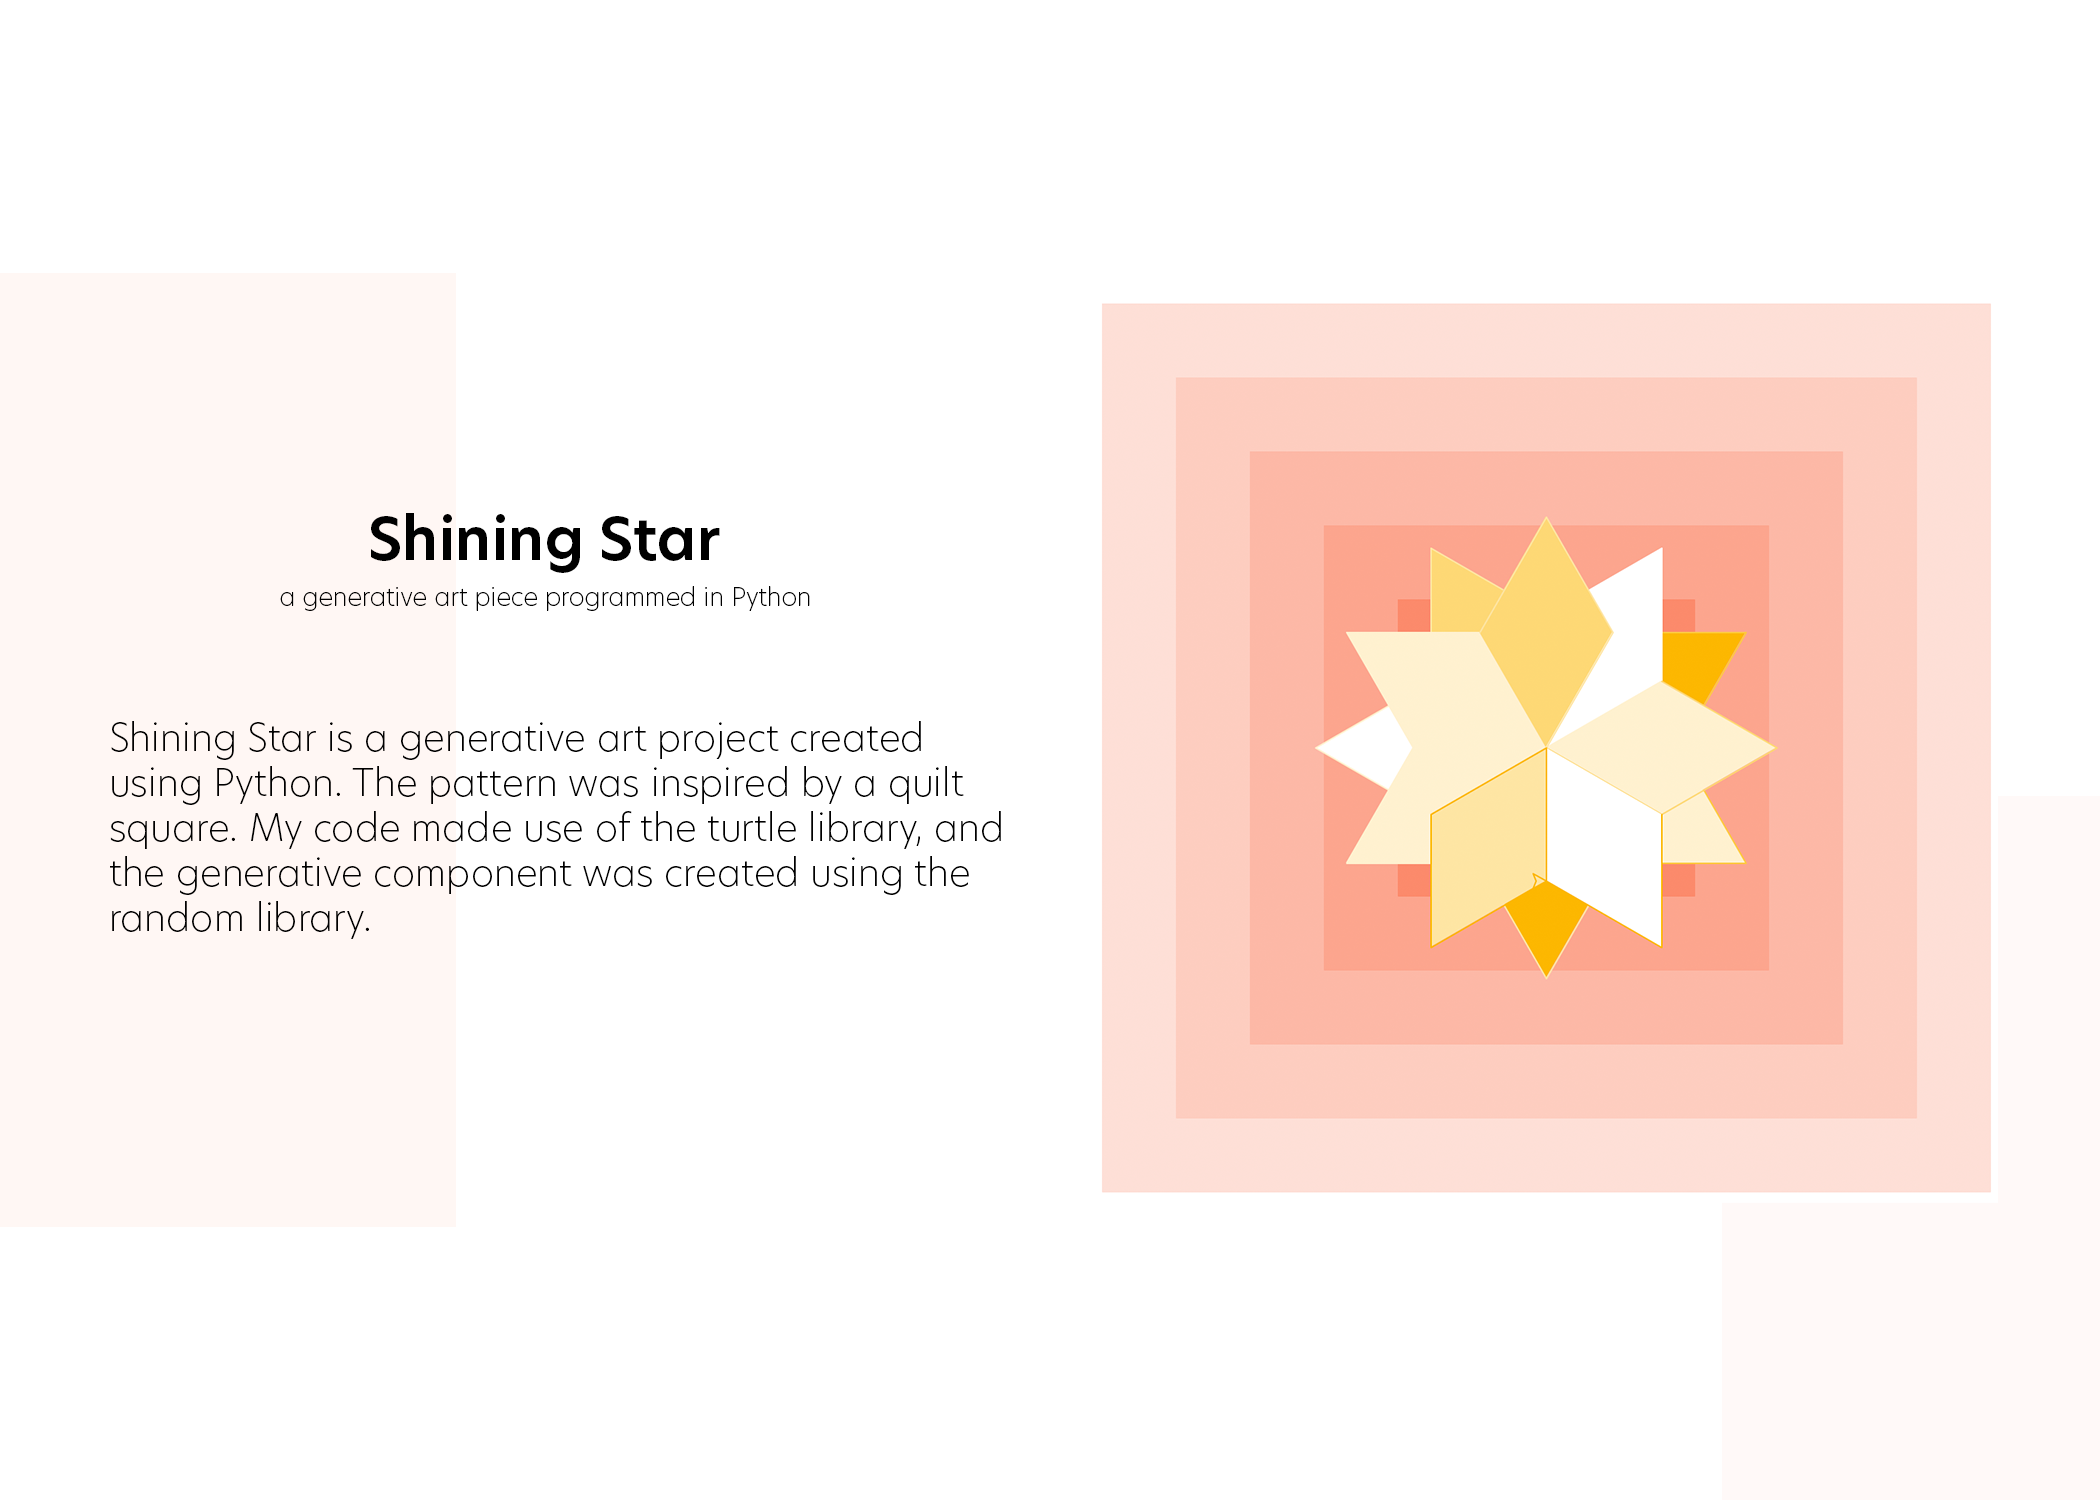 Shining Star
a generative art piece programmed in Python
Shining Star is a generative art project created
using Python. The pattern was inspired by a quilt
square. My code made use of the turtle library, and
the generative component was created using the
random library.